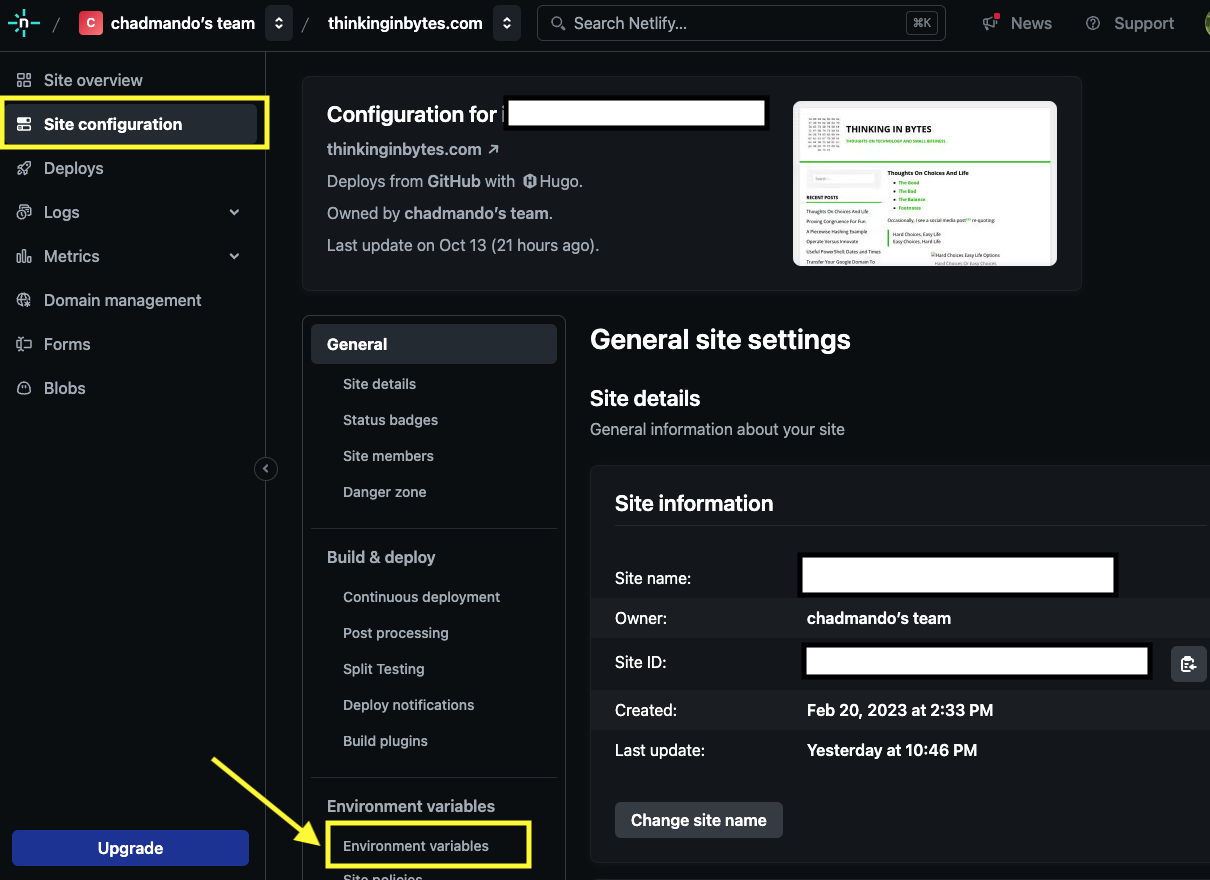 chadmando's team
thinkinginbytes.com
Search Netlify...
⌘K
News
Support
Site overview
Site configuration
Deploys
Logs
Metrics
Domain management
Forms
Blobs
Upgrade
Configuration for
thinkinginbytes.com ↗
Deploys from GitHub with Hugo.
Owned by chadmando's team.
Last update on Oct 13 (21 hours ago).
THINKING IN BYTES
THOUGHTS ON TECHNOLOGY AND SMALL BUSINESS
Search...
RECENT POSTS
Thoughts On Choices And Life
Proving Congruence For Fun
A Piecewise Hashing Example
Operate Versus Innovate
Useful PowerShell Dates and Times
Transfer Your Google Domain To
Thoughts On Choices And Life
The Good
The Bad
The Balance
Footnotes
Occasionally, I see a social media post re-quoting:
Hard Choices, Easy Life
Easy Choices, Hard Life
Hard Choices Easy Life Options
Hard Choices Or Easy Choices
General
Site details
Status badges
Site members
Danger zone
Build & deploy
Continuous deployment
Post processing
Split Testing
Deploy notifications
Build plugins
Environment variables
Environment variables
Site policies
General site settings
Site details
General information about your site
Site information
Site name:
Owner: chadmando's team
Site ID:
Created: Feb 20, 2023 at 2:33 PM
Last update: Yesterday at 10:46 PM
Change site name